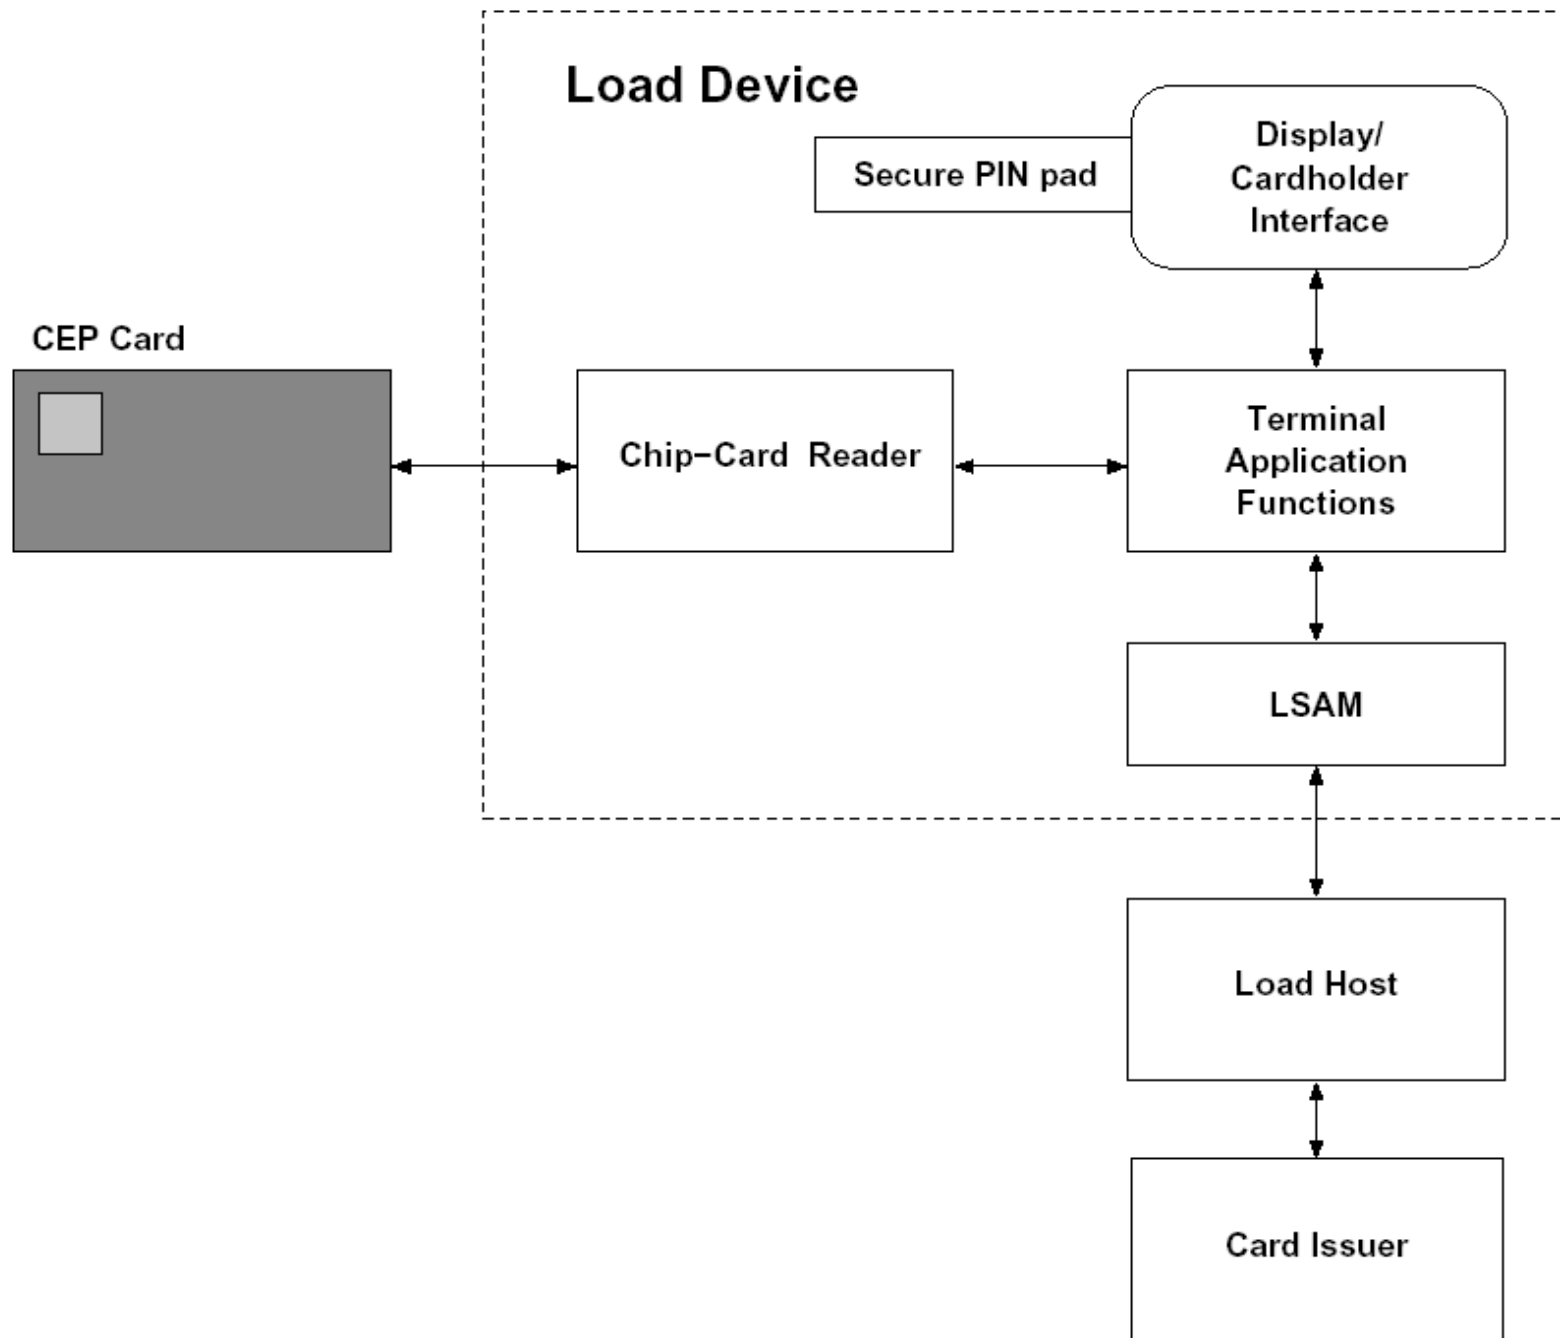 Load Device
Display/
Cardholder
Interface
Secure PIN pad
CEP Card
Chip−Card Reader
Terminal
Application
Functions
LSAM
Load Host
Card Issuer